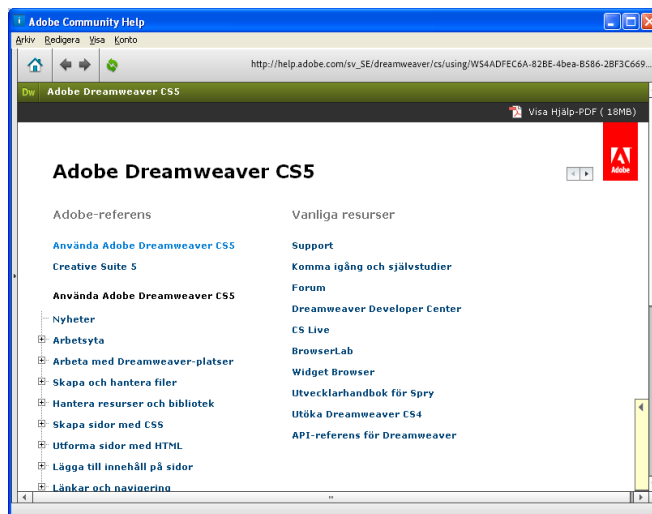 Adobe Community Help
Arkiv Redigera Visa Konto
http://help.adobe.com/sv_SE/dreamweaver/cs/using/WS4ADFEC6A-82BE-4bea-B586-2BF3C669...
Dw Adobe Dreamweaver CS5
Visa Hjälp-PDF ( 18MB)
Adobe
Adobe Dreamweaver CS5
Adobe-referens
Använda Adobe Dreamweaver CS5
Creative Suite 5
Använda Adobe Dreamweaver CS5
Nyheter
Arbetsyta
Arbeta med Dreamweaver-platser
Skapa och hantera filer
Hantera resurser och bibliotek
Skapa sidor med CSS
Utforma sidor med HTML
Lägga till innehåll på sidor
Länkar och navigering
Vanliga resurser
Support
Komma igång och självstudier
Forum
Dreamweaver Developer Center
CS Live
BrowserLab
Widget Browser
Utvecklarhandbok för Spry
Utöka Dreamweaver CS4
API-referens för Dreamweaver